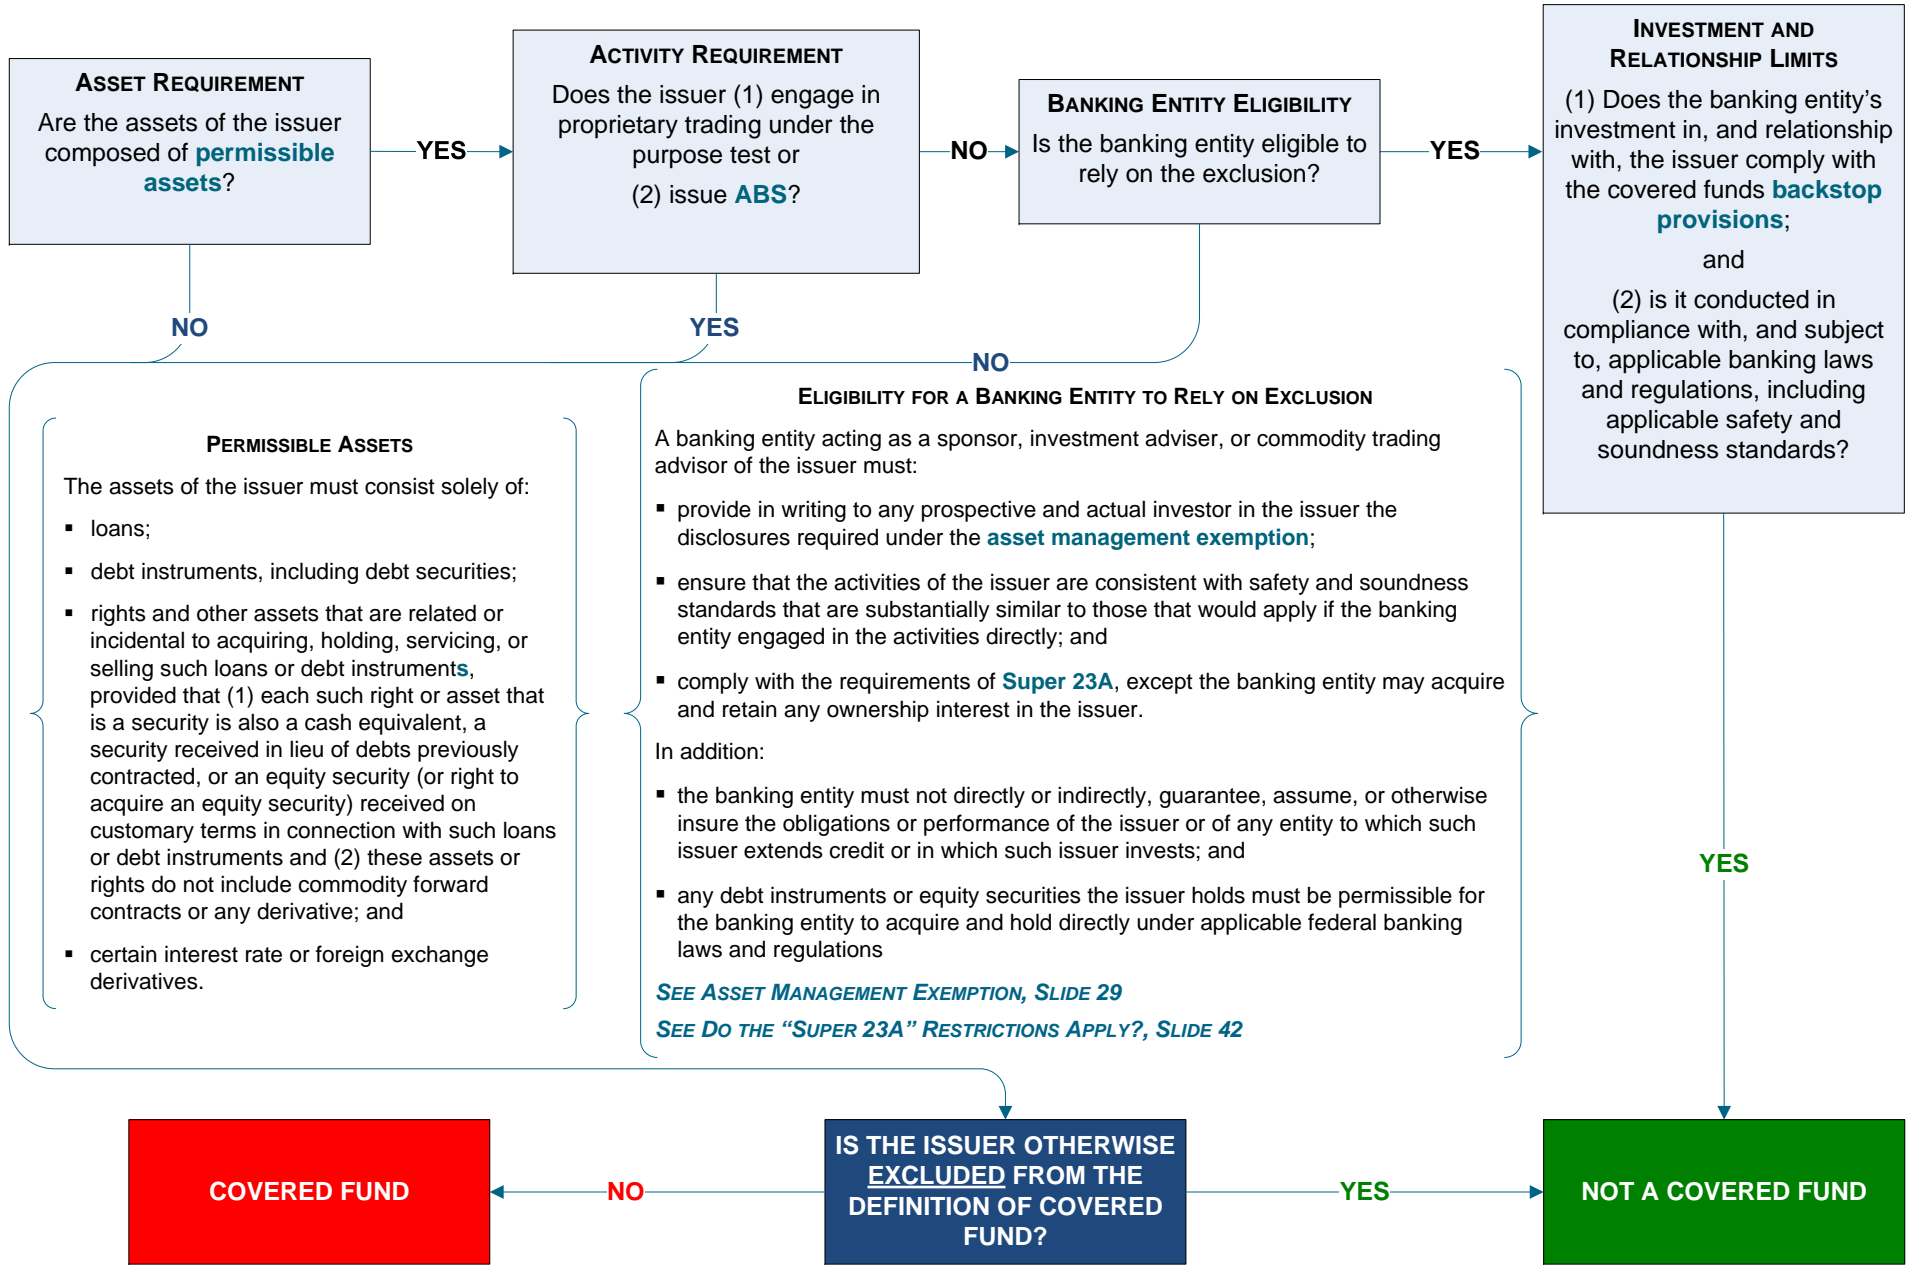 ASSET REQUIREMENT
Are the assets of the issuer
composed of permissible
assets?
YES
ACTIVITY REQUIREMENT
Does the issuer (1) engage in
proprietary trading under the
purpose test or
(2) issue ABS?
NO
BANKING ENTITY ELIGIBILITY
Is the banking entity eligible to
rely on the exclusion?
YES
INVESTMENT AND
RELATIONSHIP LIMITS
(1) Does the banking entity’s
investment in, and relationship
with, the issuer comply with
the covered funds backstop
provisions;
and
(2) is it conducted in
compliance with, and subject
to, applicable banking laws
and regulations, including
applicable safety and
soundness standards?
NO
YES
NO
PERMISSIBLE ASSETS
The assets of the issuer must consist solely of:
▪ loans;
▪ debt instruments, including debt securities;
▪ rights and other assets that are related or
incidental to acquiring, holding, servicing, or
selling such loans or debt instruments,
provided that (1) each such right or asset that
is a security is also a cash equivalent, a
security received in lieu of debts previously
contracted, or an equity security (or right to
acquire an equity security) received on
customary terms in connection with such loans
or debt instruments and (2) these assets or
rights do not include commodity forward
contracts or any derivative; and
▪ certain interest rate or foreign exchange
derivatives.
ELIGIBILITY FOR A BANKING ENTITY TO RELY ON EXCLUSION
A banking entity acting as a sponsor, investment adviser, or commodity trading
advisor of the issuer must:
▪ provide in writing to any prospective and actual investor in the issuer the
disclosures required under the asset management exemption;
▪ ensure that the activities of the issuer are consistent with safety and soundness
standards that are substantially similar to those that would apply if the banking
entity engaged in the activities directly; and
▪ comply with the requirements of Super 23A, except the banking entity may acquire
and retain any ownership interest in the issuer.
In addition:
▪ the banking entity must not directly or indirectly, guarantee, assume, or otherwise
insure the obligations or performance of the issuer or of any entity to which such
issuer extends credit or in which such issuer invests; and
▪ any debt instruments or equity securities the issuer holds must be permissible for
the banking entity to acquire and hold directly under applicable federal banking
laws and regulations
SEE ASSET MANAGEMENT EXEMPTION, SLIDE 29
SEE DO THE “SUPER 23A” RESTRICTIONS APPLY?, SLIDE 42
YES
COVERED FUND
NO
IS THE ISSUER OTHERWISE
EXCLUDED FROM THE
DEFINITION OF COVERED
FUND?
YES
NOT A COVERED FUND